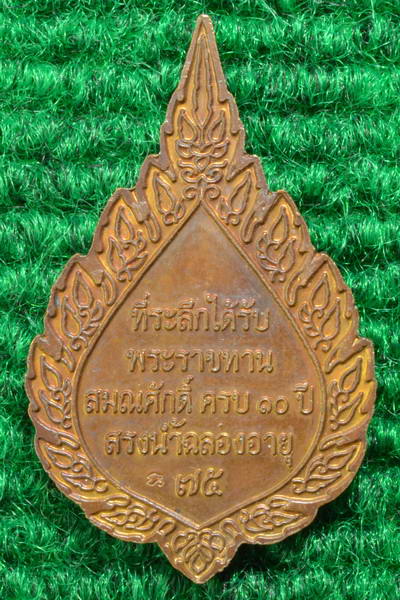 ที่ระลึกได้รับ
พระราชทาน
สมณศักดิ์ ครบ ๑๐ ปี
สรงน้ำฉลองอายุ
๗๕